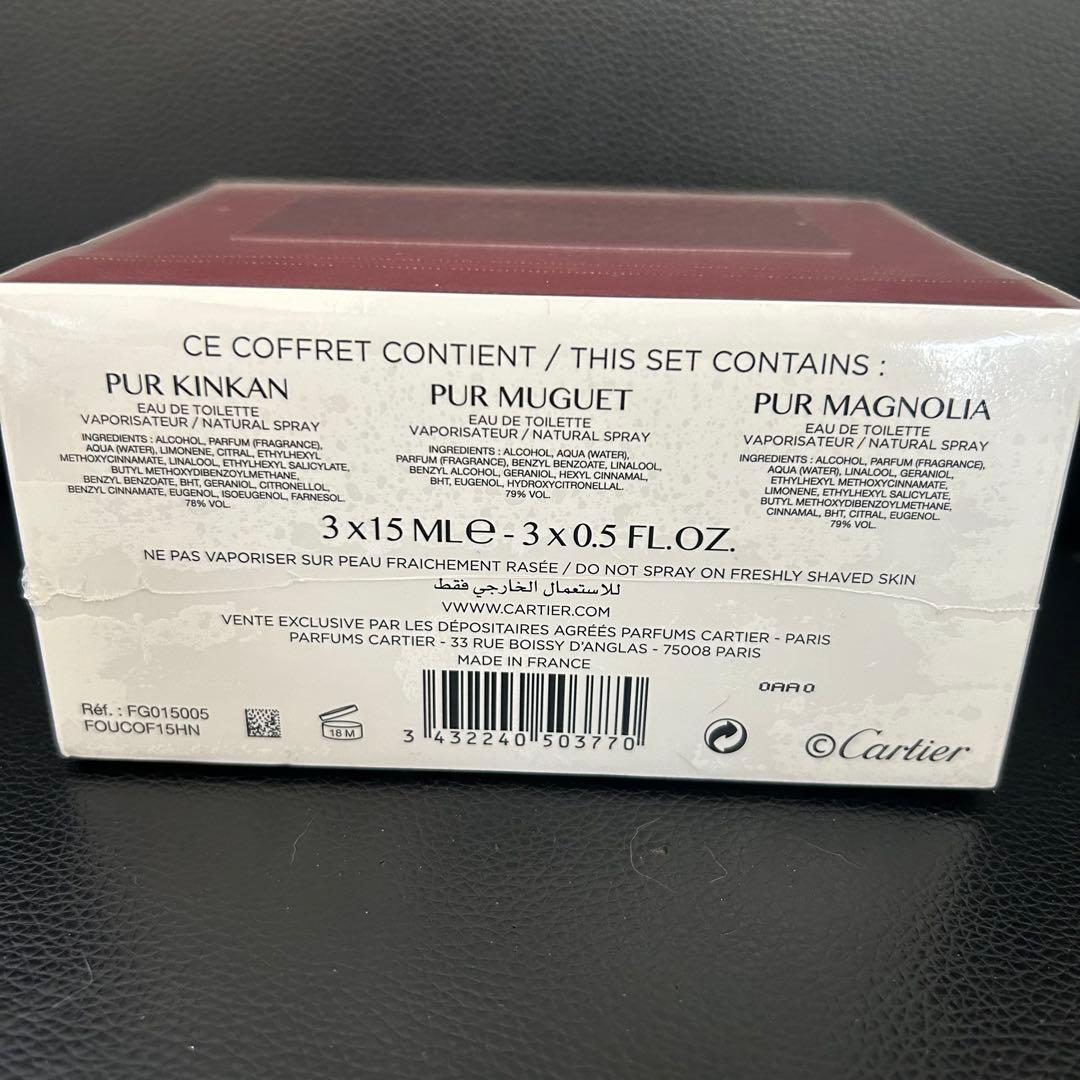 CE COFFRET CONTIENT / THIS SET CONTAINS :
PUR KINKAN
EAU DE TOILETTE
VAPORISATEUR / NATURAL SPRAY
INGREDIENTS : ALCOHOL, PARFUM (FRAGRANCE),
AQUA (WATER), LIMONENE, CITRAL, ETHYLHEXYL
METHOXYCINNAMATE, LINALOOL, ETHYLHEXYL SALICYLATE,
BUTYL METHOXYDIBENZOYLMETHANE,
BENZYL BENZOATE, BHT, GERANIOL, CITRONELLOL,
BENZYL CINNAMATE, EUGENOL, ISOEUGENOL, FARNESOL.
78% VOL.
PUR MUGUET
EAU DE TOILETTE
VAPORISATEUR / NATURAL SPRAY
INGREDIENTS : ALCOHOL, AQUA (WATER),
PARFUM (FRAGRANCE), BENZYL BENZOATE, LINALOOL,
BENZYL ALCOHOL, GERANIOL, HEXYL CINNAMAL,
BHT, EUGENOL, HYDROXYCITRONELLAL.
79% VOL.
PUR MAGNOLIA
EAU DE TOILETTE
VAPORISATEUR / NATURAL SPRAY
INGREDIENTS : ALCOHOL, PARFUM (FRAGRANCE),
AQUA (WATER), LINALOOL, GERANIOL,
ETHYLHEXYL METHOXYCINNAMATE,
LIMONENE, ETHYLHEXYL SALICYLATE,
BUTYL METHOXYDIBENZOYLMETHANE,
CINNAMAL, BHT, CITRAL, EUGENOL.
79% VOL.
3 x 15 ML℮ - 3 x 0.5 FL.OZ.
NE PAS VAPORISER SUR PEAU FRAICHEMENT RASÉE / DO NOT SPRAY ON FRESHLY SHAVED SKIN
للاستعمال الخارجي فقط
WWW.CARTIER.COM
VENTE EXCLUSIVE PAR LES DÉPOSITAIRES AGRÉÉS PARFUMS CARTIER - PARIS
PARFUMS CARTIER - 33 RUE BOISSY D'ANGLAS - 75008 PARIS
MADE IN FRANCE
0AA0
Réf. : FG015005
FOUCOF15HN
18 M
3 432240 503770
©Cartier